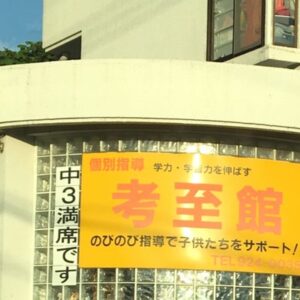 個別指導 学力・学習力を伸ばす
考至館
のびのび指導で子供たちをサポート!
TEL924-003
中3満席です